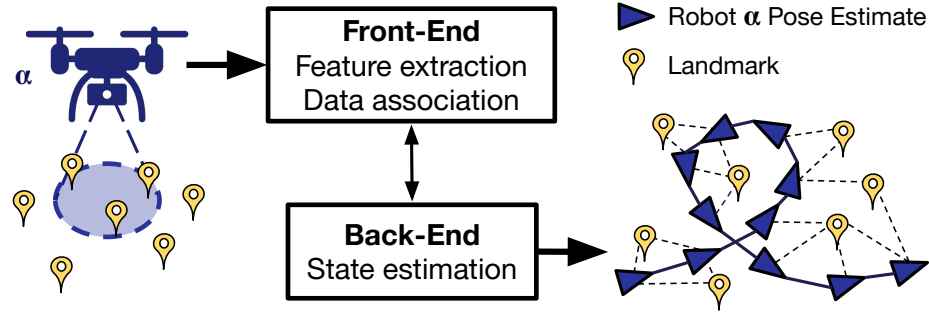 α
Front-End
Feature extraction
Data association
Back-End
State estimation
Robot α Pose Estimate
Landmark